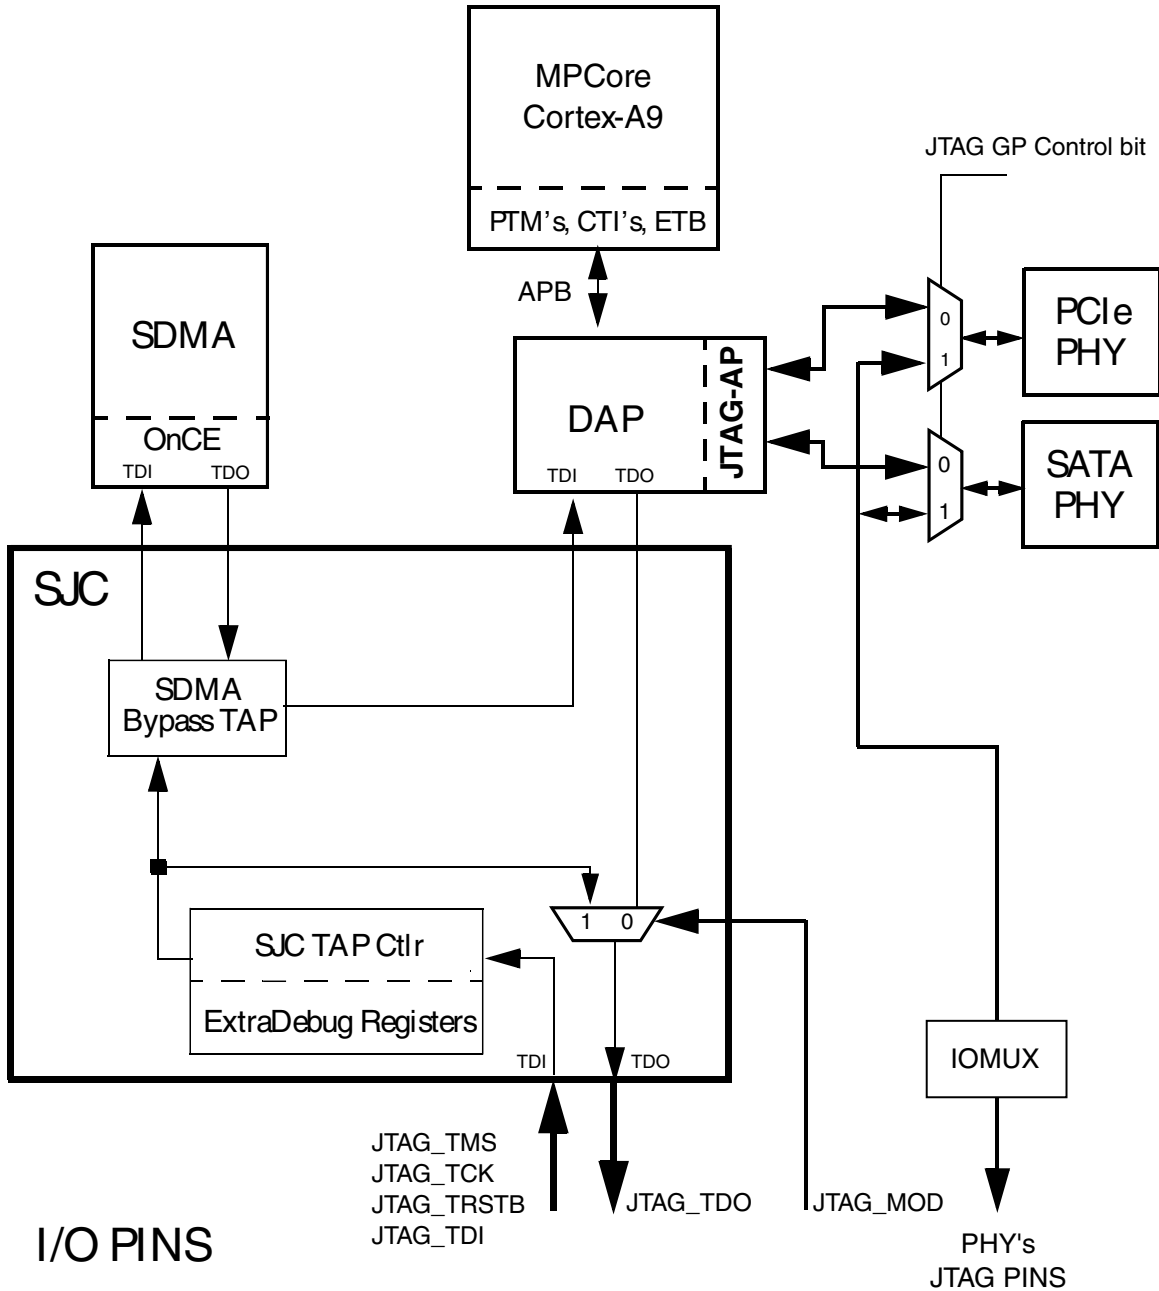 MPCore
Cortex-A9
PTM's, CTI's, ETB
JTAG GP Control bit
APB
SDMA
OnCE
TDI
TDO
DAP
JTAG-AP
TDI
TDO
0
1
PCIe
PHY
0
1
SATA
PHY
SJC
SDMA
Bypass TAP
1
0
SJC TAP Ctlr
ExtraDebug Registers
TDI
TDO
IOMUX
JTAG_TMS
JTAG_TCK
JTAG_TRSTB
JTAG_TDI
JTAG_TDO
JTAG_MOD
I/O PINS
PHY's
JTAG PINS